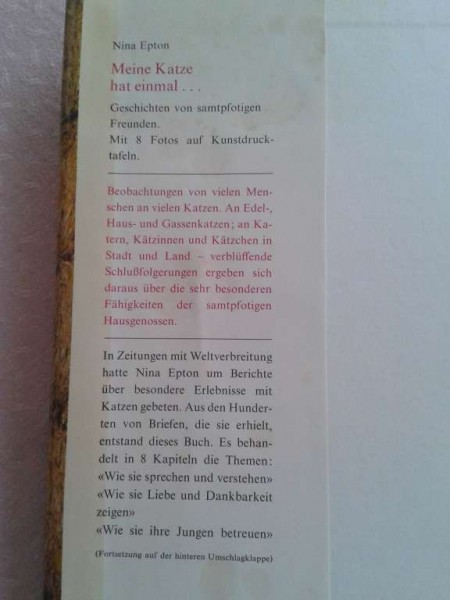 Nina Epton
Meine Katze
hat einmal . . .
Geschichten von samtpfotigen
Freunden.
Mit 8 Fotos auf Kunstdruck-
tafeln.
Beobachtungen von vielen Men-
schen an vielen Katzen. An Edel-,
Haus- und Gassenkatzen; an Ka-
tern, Kätzinnen und Kätzchen in
Stadt und Land – verblüffende
Schlußfolgerungen ergeben sich
daraus über die sehr besonderen
Fähigkeiten der samtpfotigen
Hausgenossen.
In Zeitungen mit Weltverbreitung
hatte Nina Epton um Berichte
über besondere Erlebnisse mit
Katzen gebeten. Aus den Hunder-
ten von Briefen, die sie erhielt,
entstand dieses Buch. Es behan-
delt in 8 Kapiteln die Themen:
«Wie sie sprechen und verstehen»
«Wie sie Liebe und Dankbarkeit
zeigen»
«Wie sie ihre Jungen betreuen»
(Fortsetzung auf der hinteren Umschlagklappe)